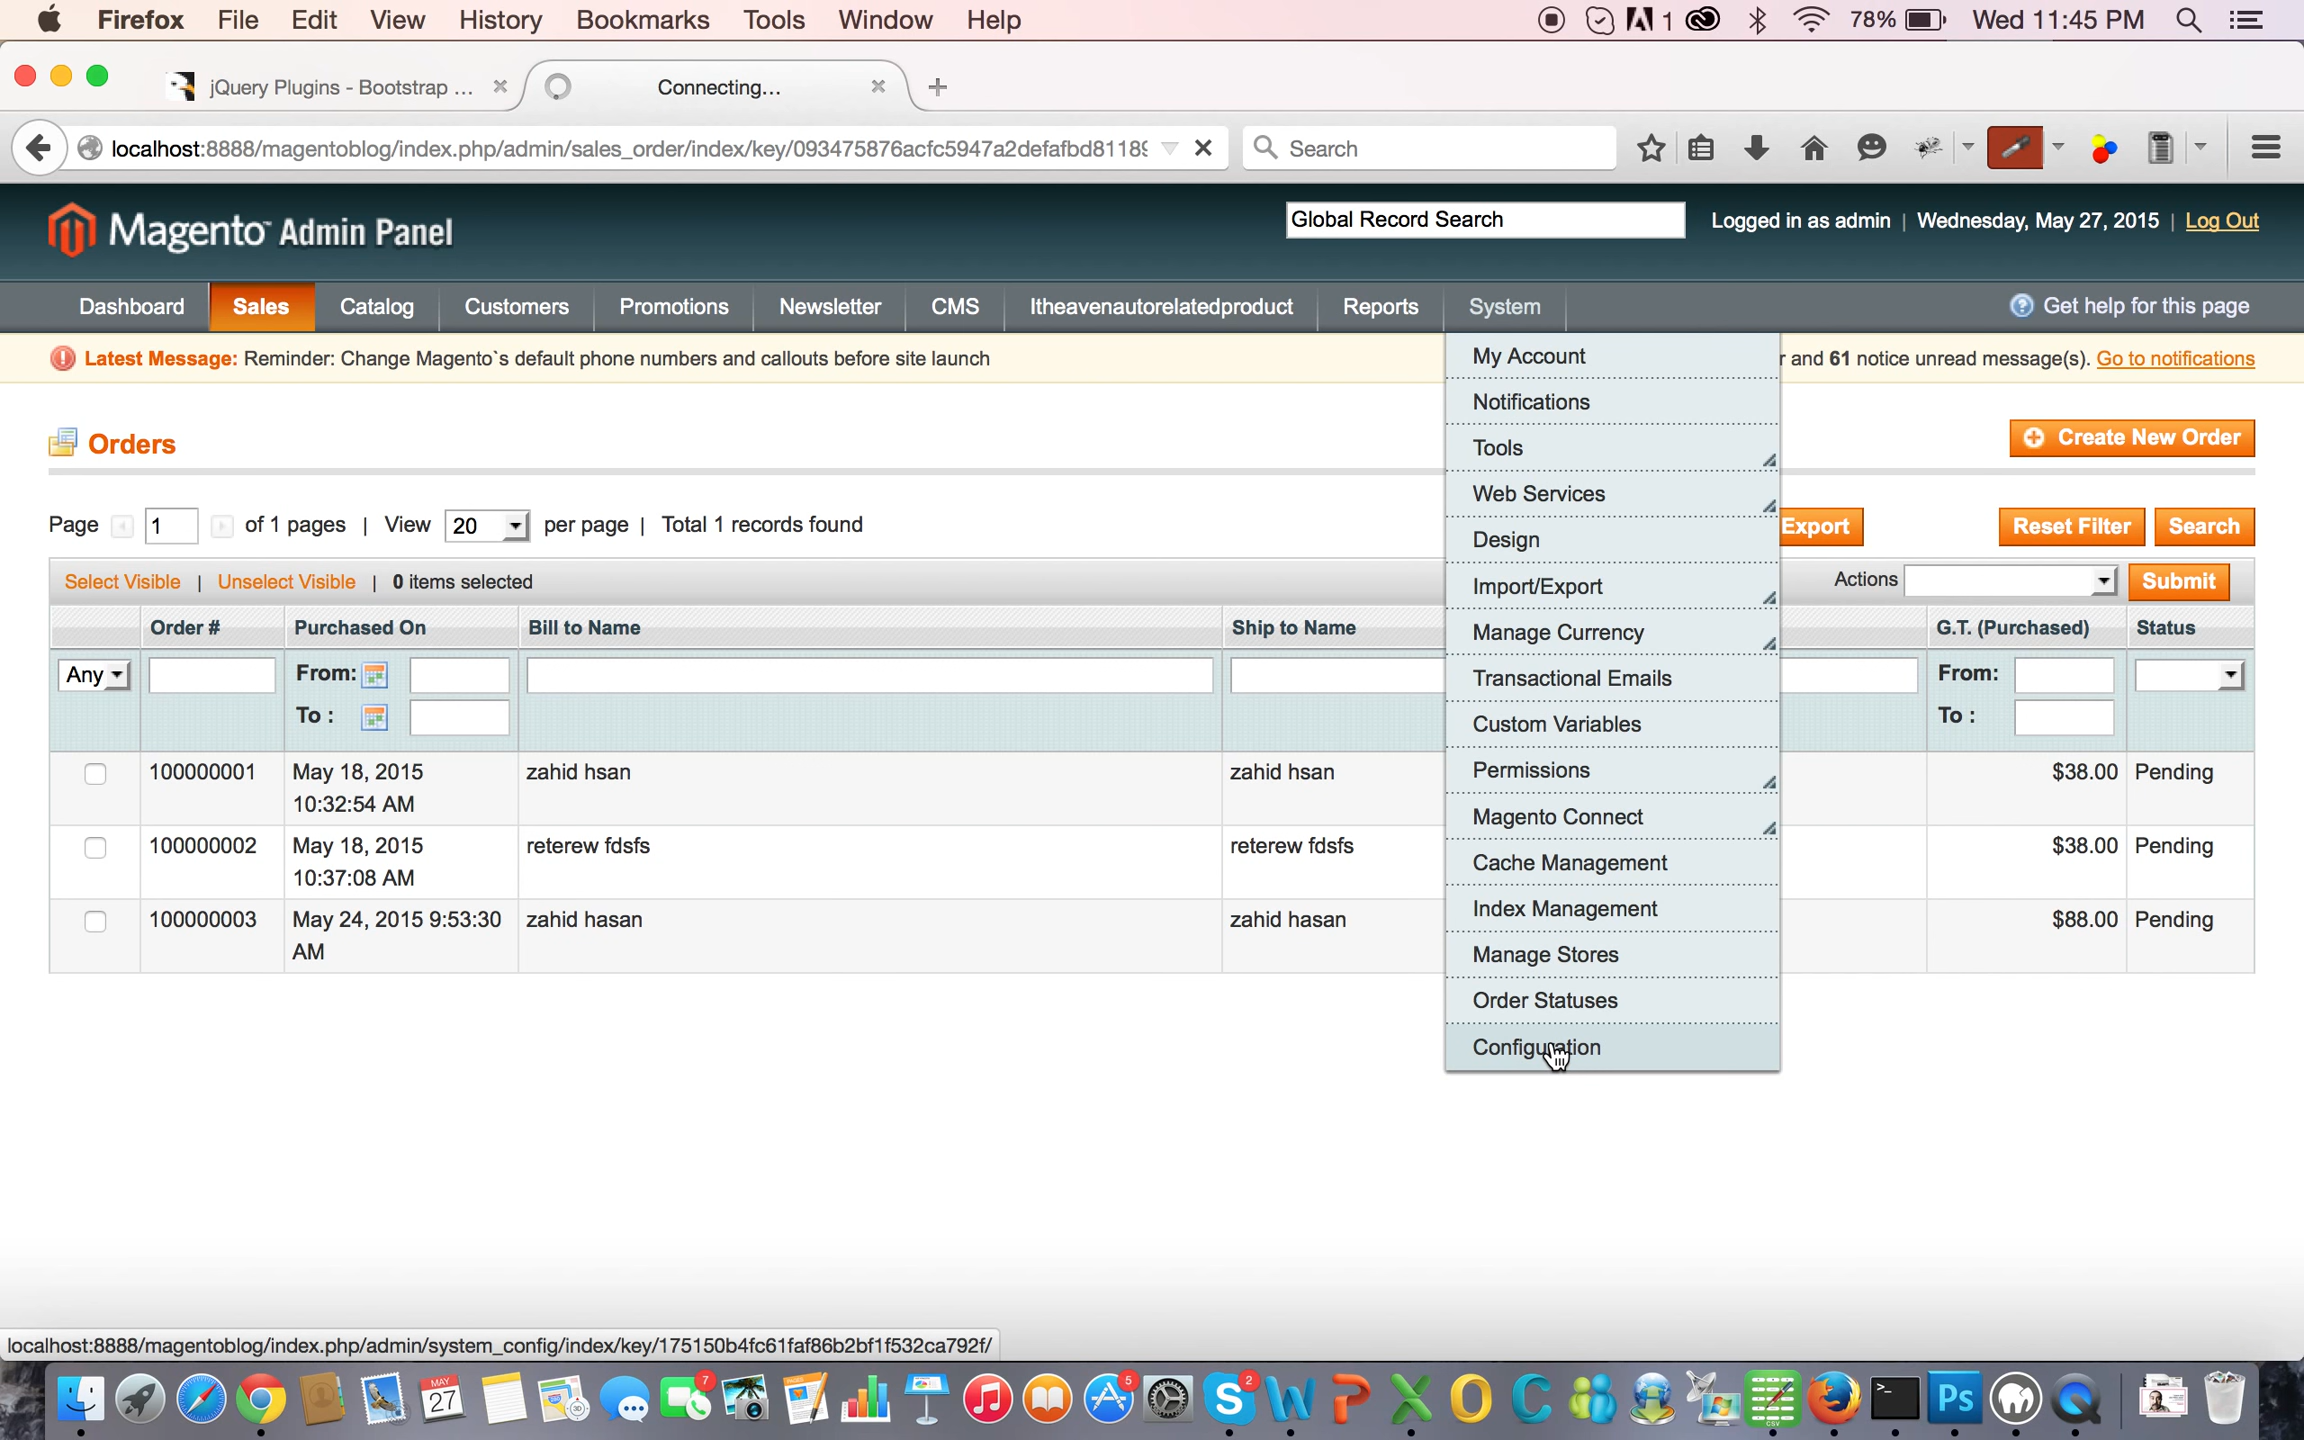 Firefox File Edit View History Bookmarks Tools Window Help 1 78% Wed 11:45 PM
jQuery Plugins - Bootstrap ... Connecting...
localhost:8888/magentoblog/index.php/admin/sales_order/index/key/093475876acfc5947a2defafbd8118 Search
Magento™ Admin Panel Global Record Search Logged in as admin | Wednesday, May 27, 2015 | Log Out
Dashboard Sales Catalog Customers Promotions Newsletter CMS Itheavenautorelatedproduct Reports System Get help for this page
Latest Message: Reminder: Change Magento`s default phone numbers and callouts before site launch r and 61 notice unread message(s). Go to notifications
My Account
Notifications
Tools
Web Services
Design
Import/Export
Manage Currency
Transactional Emails
Custom Variables
Permissions
Magento Connect
Cache Management
Index Management
Manage Stores
Order Statuses
Configuration
Orders Create New Order
Page 1 of 1 pages | View 20 per page | Total 1 records found Export Reset Filter Search
Select Visible | Unselect Visible | 0 items selected Actions Submit
Order # Purchased On Bill to Name Ship to Name G.T. (Purchased) Status
Any From: From:
To : To :
100000001 May 18, 2015 zahid hsan zahid hsan $38.00 Pending
10:32:54 AM
100000002 May 18, 2015 reterew fdsfs reterew fdsfs $38.00 Pending
10:37:08 AM
100000003 May 24, 2015 9:53:30 zahid hasan zahid hasan $88.00 Pending
AM
localhost:8888/magentoblog/index.php/admin/system_config/index/key/175150b4fc61faf86b2bf1f532ca792f/
MAY
27 7 5 2 Ps
CSV